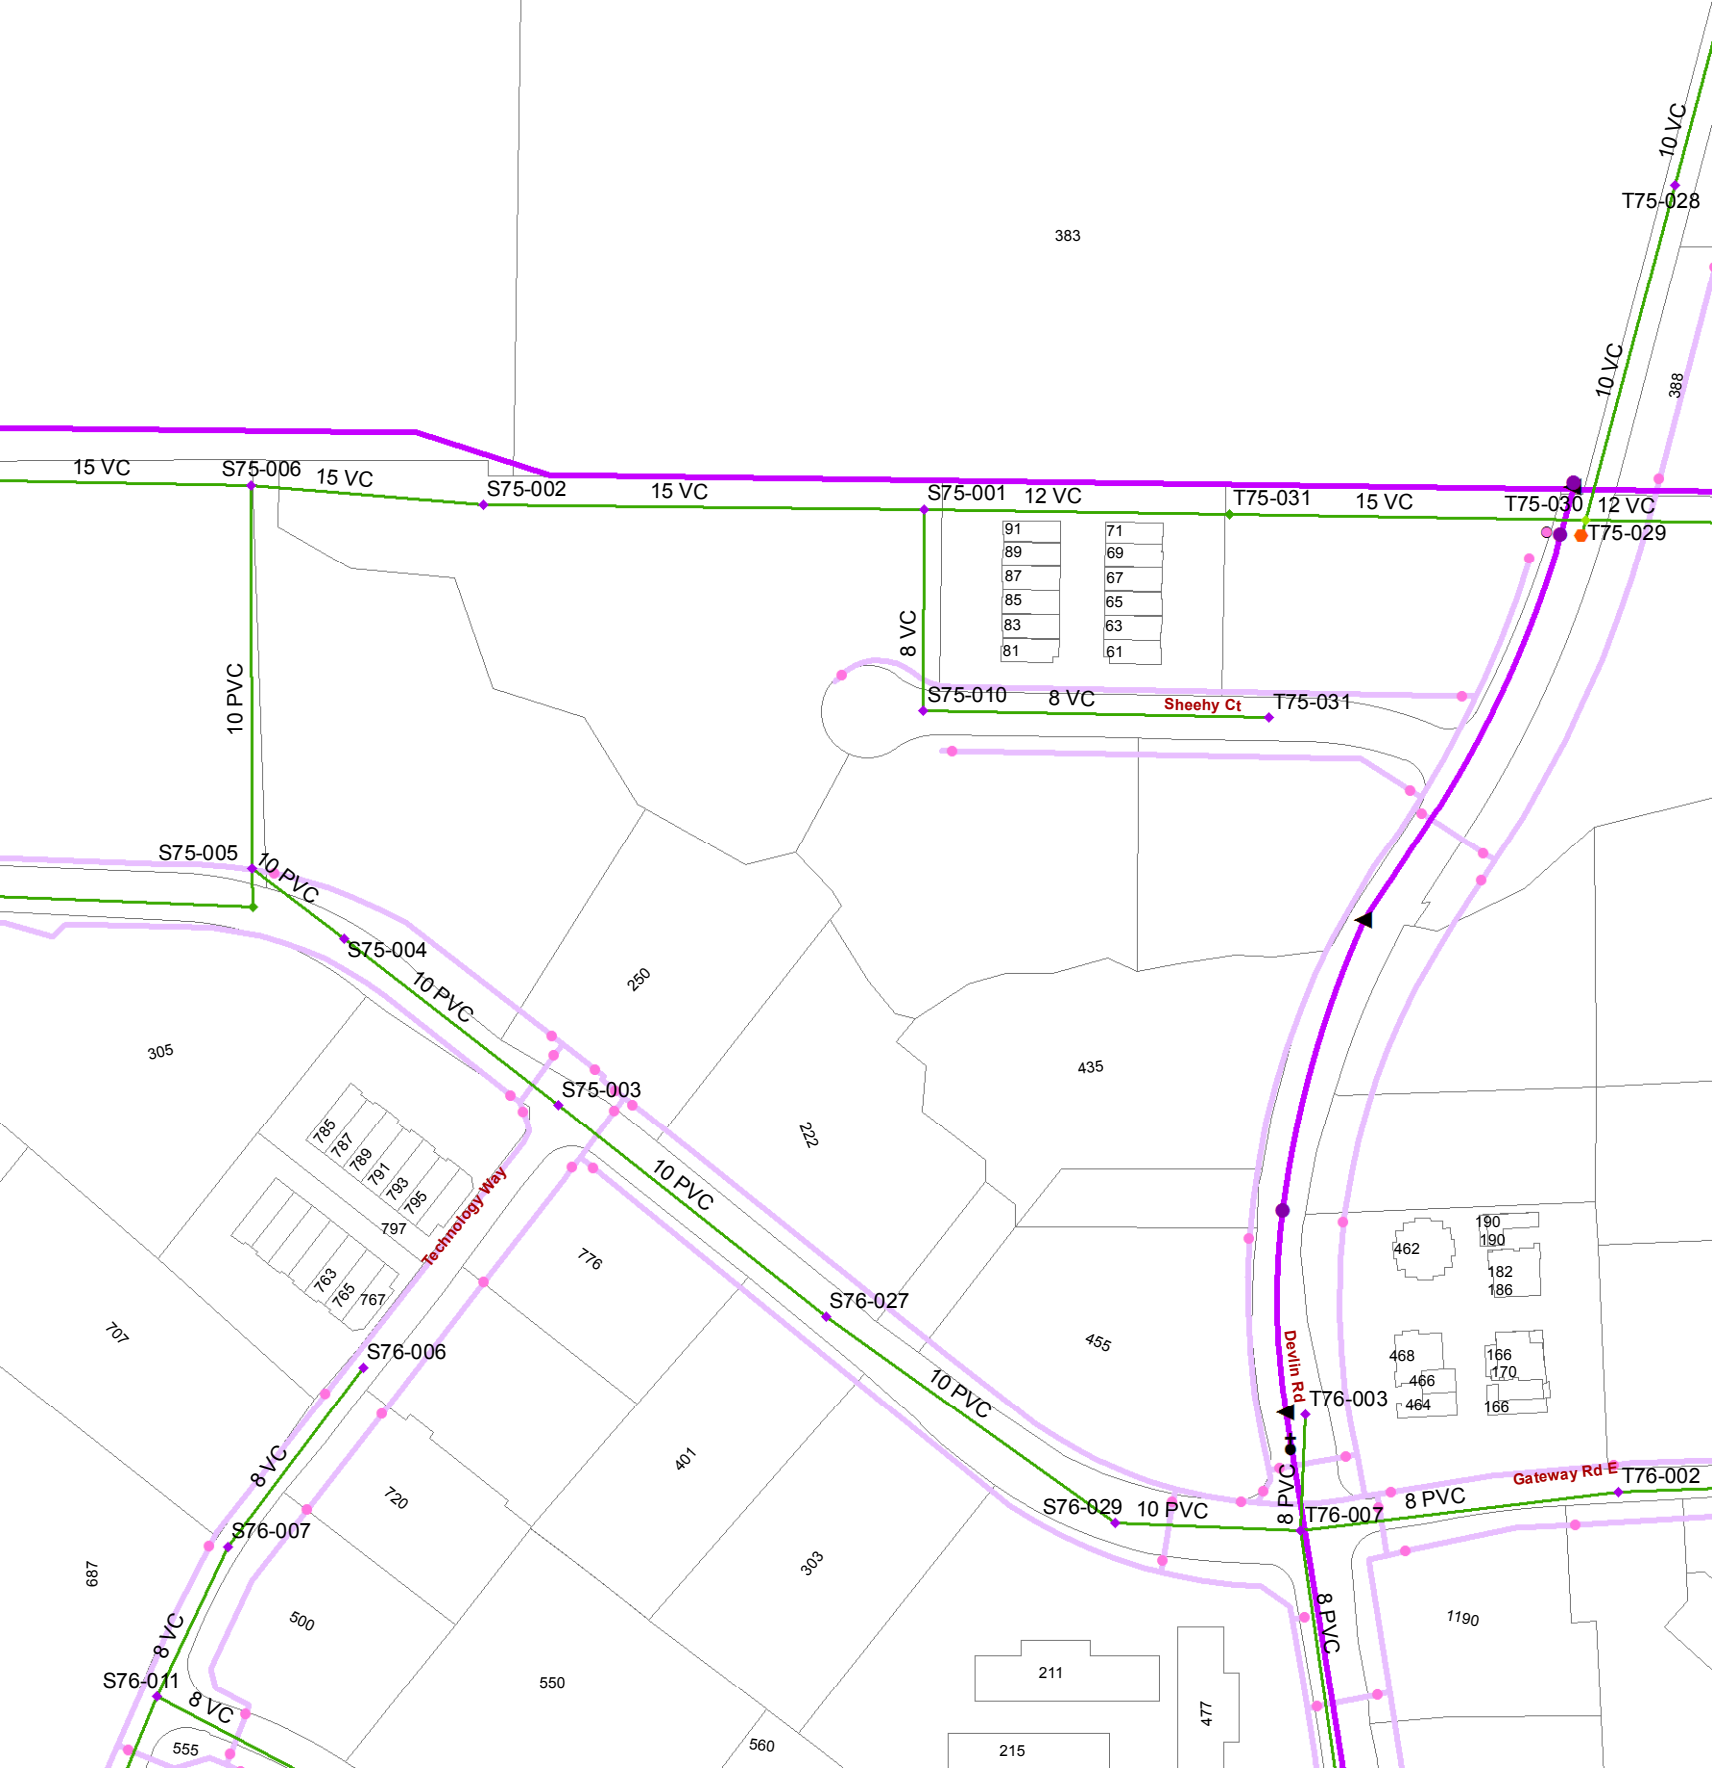 10 VC
T75-028
383
10 VC
388
15 VC
S75-006
15 VC
S75-002
15 VC
S75-001
12 VC
T75-031
15 VC
T75-030
12 VC
T75-029
91
89
87
85
83
81
71
69
67
65
63
61
8 VC
10 PVC
S75-010
8 VC
Sheehy Ct
T75-031
S75-005
10 PVC
S75-004
10 PVC
250
305
435
S75-003
785
787
789
791
793
795
797
222
10 PVC
Technology Way
776
763
765
767
707
S76-027
462
190
190
182
186
S76-006
455
Devlin Rd
468
466
464
166
170
166
10 PVC
T76-003
401
8 VC
720
S76-007
S76-029
10 PVC
8 PVC
T76-007
8 PVC
Gateway Rd E
T76-002
687
303
500
8 VC
8 PVC
1190
S76-011
8 VC
550
211
477
555
560
215